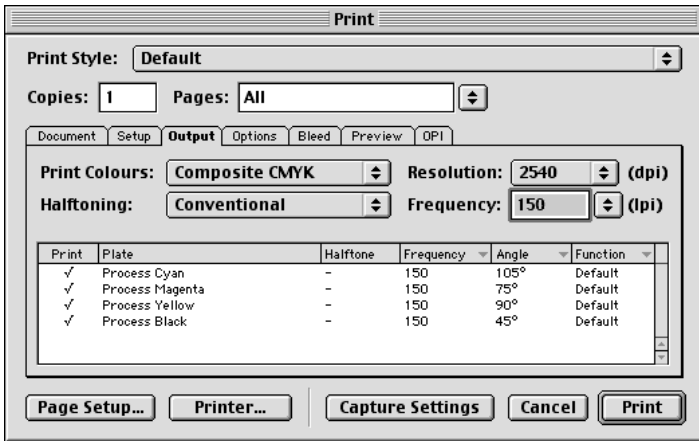 Print
Print Style: Default
Copies: 1 Pages: All
Document Setup Output Options Bleed Preview OPI
Print Colours: Composite CMYK Resolution: 2540 (dpi)
Halftoning: Conventional Frequency: 150 (lpi)
Print Plate Halftone Frequency Angle Function
√ Process Cyan – 150 105° Default
√ Process Magenta – 150 75° Default
√ Process Yellow – 150 90° Default
√ Process Black – 150 45° Default
Page Setup... Printer... Capture Settings Cancel Print